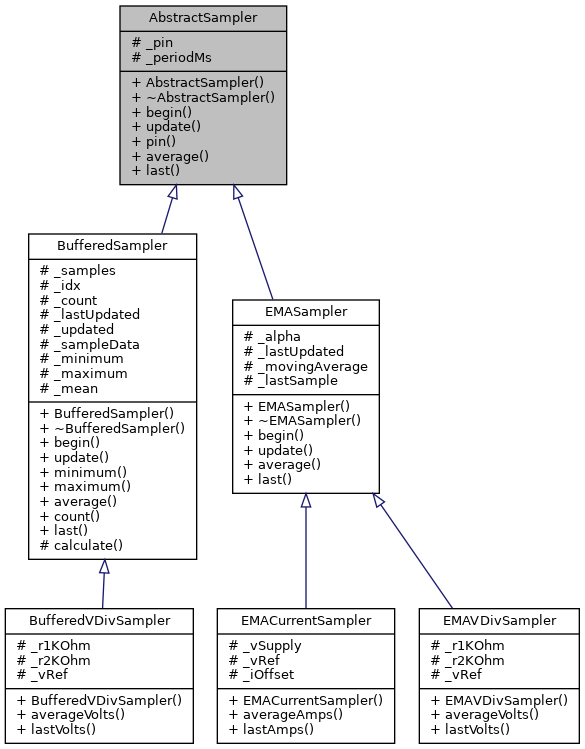 AbstractSampler
# _pin
# _periodMs
+ AbstractSampler()
+ ~AbstractSampler()
+ begin()
+ update()
+ pin()
+ average()
+ last()
BufferedSampler
# _samples
# _idx
# _count
# _lastUpdated
# _updated
# _sampleData
# _minimum
# _maximum
# _mean
+ BufferedSampler()
+ ~BufferedSampler()
+ begin()
+ update()
+ minimum()
+ maximum()
+ average()
+ count()
+ last()
# calculate()
EMASampler
# _alpha
# _lastUpdated
# _movingAverage
# _lastSample
+ EMASampler()
+ ~EMASampler()
+ begin()
+ update()
+ average()
+ last()
BufferedVDivSampler
# _r1KOhm
# _r2KOhm
# _vRef
+ BufferedVDivSampler()
+ averageVolts()
+ lastVolts()
EMACurrentSampler
# _vSupply
# _vRef
# _iOffset
+ EMACurrentSampler()
+ averageAmps()
+ lastAmps()
EMAVDivSampler
# _r1KOhm
# _r2KOhm
# _vRef
+ EMAVDivSampler()
+ averageVolts()
+ lastVolts()